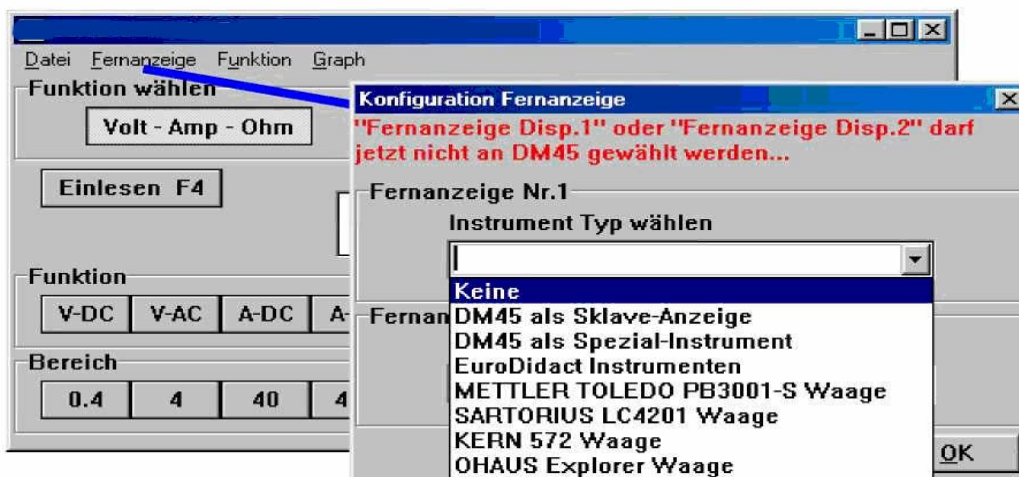 Datei Fernanzeige Funktion Graph
Funktion wählen
Volt - Amp - Ohm
Einlesen F4
Funktion
V-DC V-AC A-DC A-
Bereich
0.4 4 40 4
Konfiguration Fernanzeige
"Fernanzeige Disp.1" oder "Fernanzeige Disp.2" darf
jetzt nicht an DM45 gewählt werden...
Fernanzeige Nr.1
Instrument Typ wählen
Keine
Fernan
DM45 als Sklave-Anzeige
DM45 als Spezial-Instrument
EuroDidact Instrumenten
METTLER TOLEDO PB3001-S Waage
SARTORIUS LC4201 Waage
KERN 572 Waage
OHAUS Explorer Waage
OK